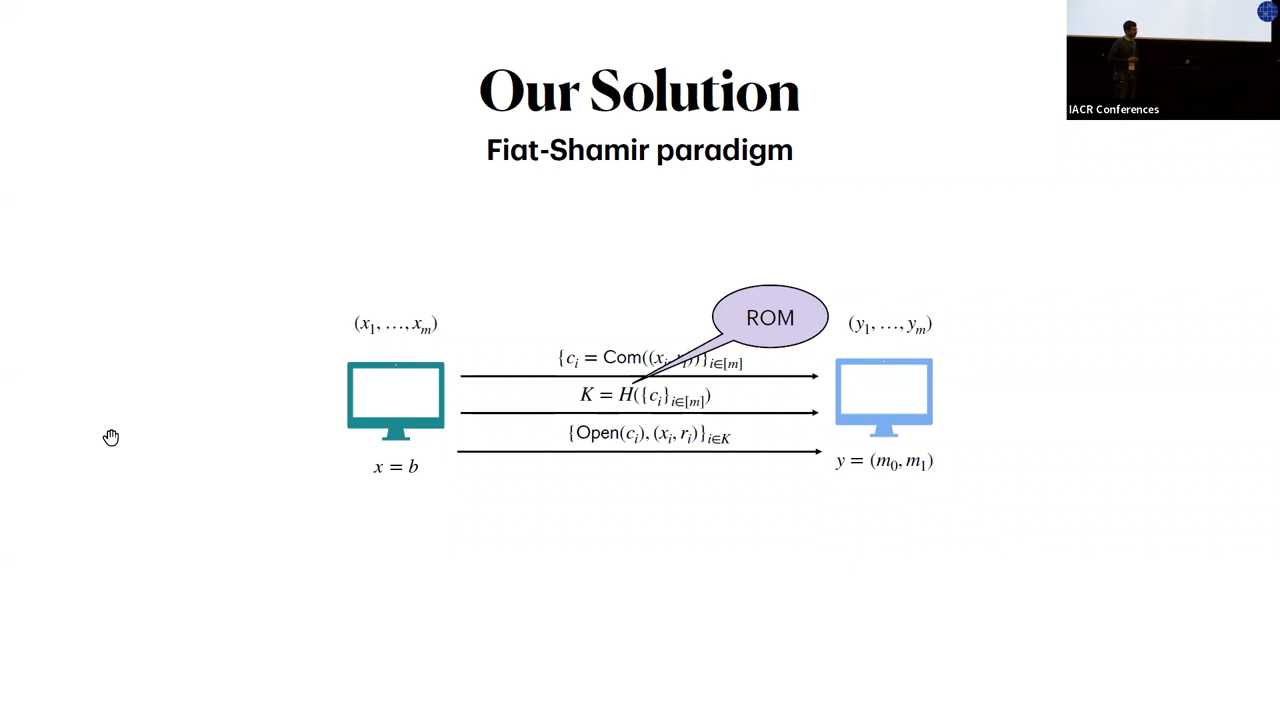 Our Solution
Fiat-Shamir paradigm
IACR Conferences
ROM
(x₁, …, xₘ)
(y₁, …, yₘ)
{cᵢ = Com((xᵢ, rᵢ))}ᵢ∈[m]
K = H({cᵢ}ᵢ∈[m])
{Open(cᵢ), (xᵢ, rᵢ)}ᵢ∈K
x = b
y = (m₀, m₁)